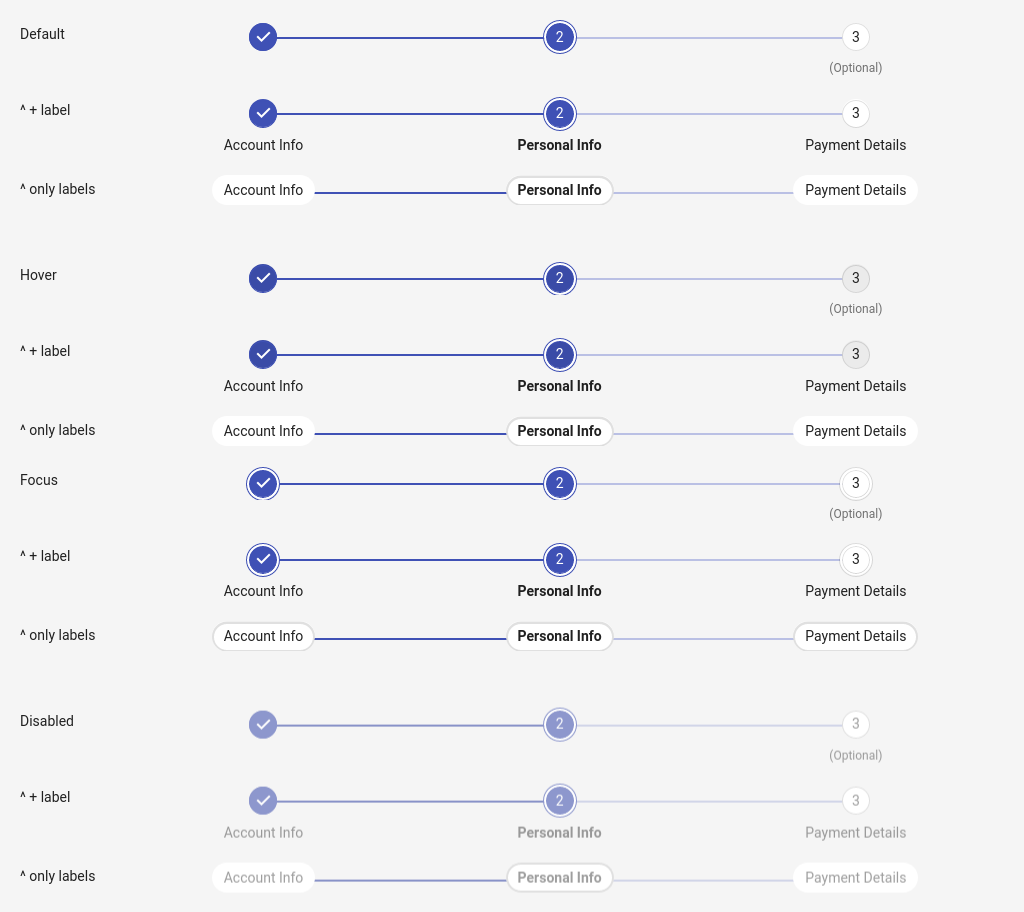 Default
2
3
(Optional)
^ + label
2
3
Account Info
Personal Info
Payment Details
^ only labels
Account Info
Personal Info
Payment Details
Hover
2
3
(Optional)
^ + label
2
3
Account Info
Personal Info
Payment Details
^ only labels
Account Info
Personal Info
Payment Details
Focus
2
3
(Optional)
^ + label
2
3
Account Info
Personal Info
Payment Details
^ only labels
Account Info
Personal Info
Payment Details
Disabled
2
3
(Optional)
^ + label
2
3
Account Info
Personal Info
Payment Details
^ only labels
Account Info
Personal Info
Payment Details